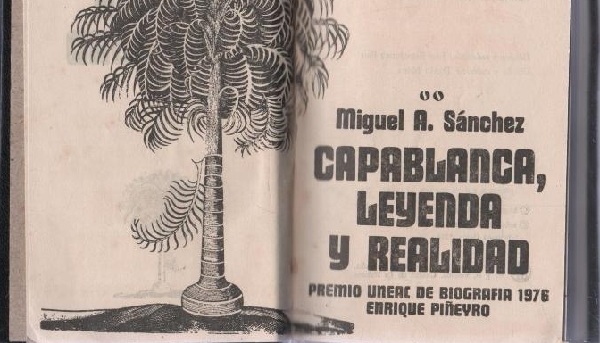 Miguel A. Sánchez
CAPABLANCA,
LEYENDA
Y REALIDAD
PREMIO UNEAC DE BIOGRAFIA 1976
ENRIQUE PIÑEYRO